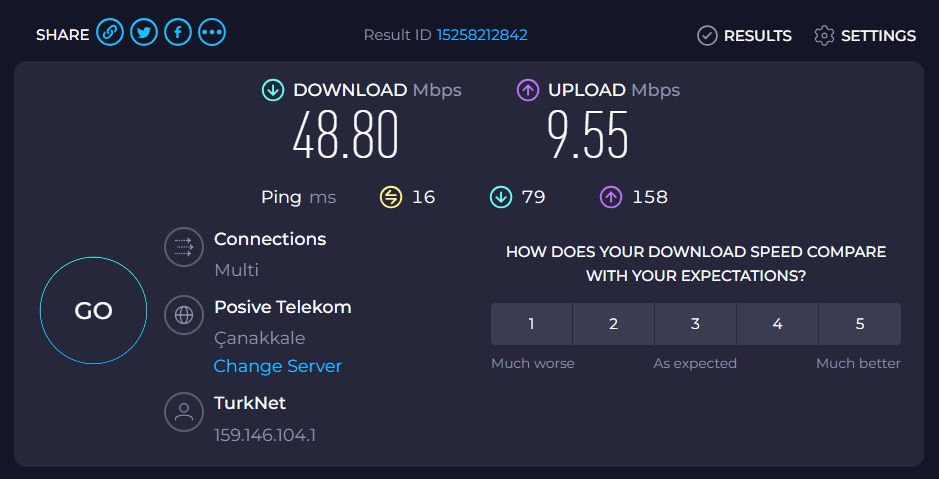 SHARE
Result ID 15258212842
RESULTS
SETTINGS
DOWNLOAD Mbps
48.80
UPLOAD Mbps
9.55
Ping ms 16 79 158
Connections
Multi
Posive Telekom
Çanakkale
Change Server
TurkNet
159.146.104.1
GO
HOW DOES YOUR DOWNLOAD SPEED COMPARE
WITH YOUR EXPECTATIONS?
1 2 3 4 5
Much worse As expected Much better